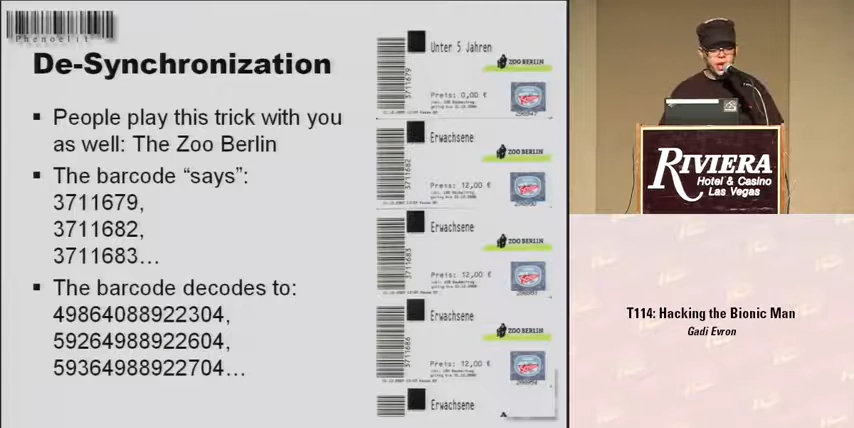 Phenoelit
De-Synchronization
People play this trick with you
as well: The Zoo Berlin
The barcode “says”:
3711679,
3711682,
3711683…
The barcode decodes to:
49864088922304,
59264988922604,
59364988922704…
Unter 5 Jahren
ZOO BERLIN
3711679
Preis: 0,00 €
Erwachsene
ZOO BERLIN
3711682
Preis: 12,00 €
Erwachsene
ZOO BERLIN
3711683
Preis: 12,00 €
Erwachsene
ZOO BERLIN
3711686
Preis: 12,00 €
Erwachsene
RIVIERA
Hotel & Casino
Las Vegas
T114: Hacking the Bionic Man
Gadi Evron